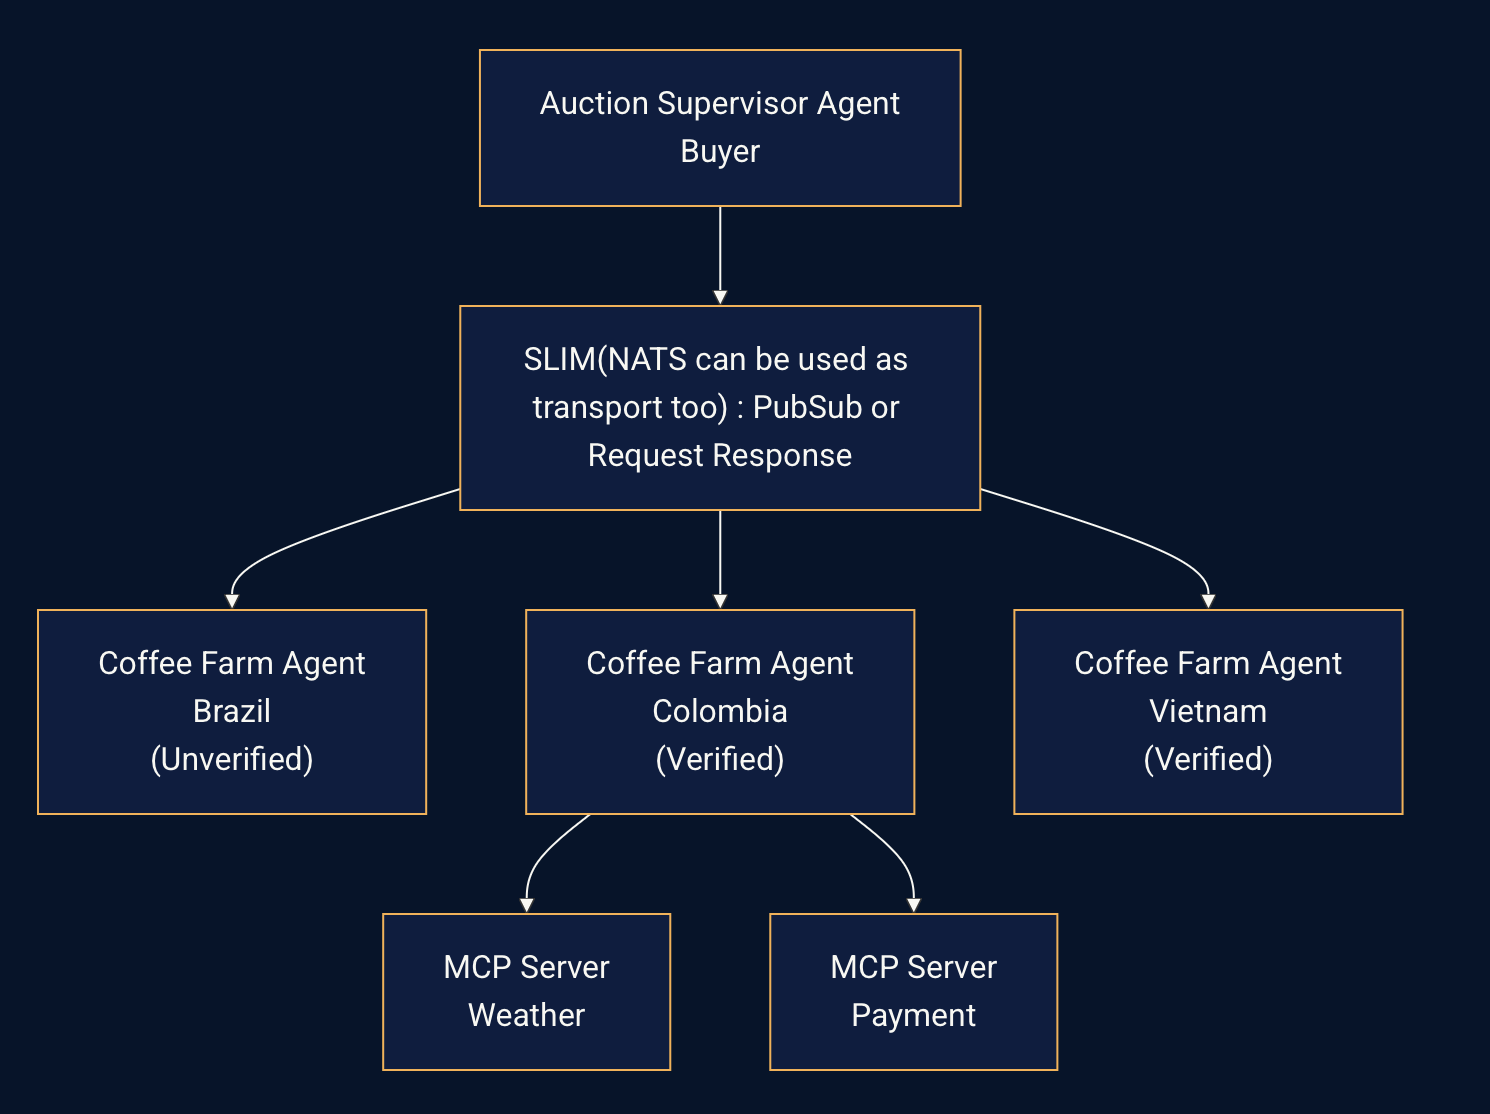 Auction Supervisor Agent
Buyer
SLIM(NATS can be used as
transport too) : PubSub or
Request Response
Coffee Farm Agent
Brazil
(Unverified)
Coffee Farm Agent
Colombia
(Verified)
Coffee Farm Agent
Vietnam
(Verified)
MCP Server
Weather
MCP Server
Payment